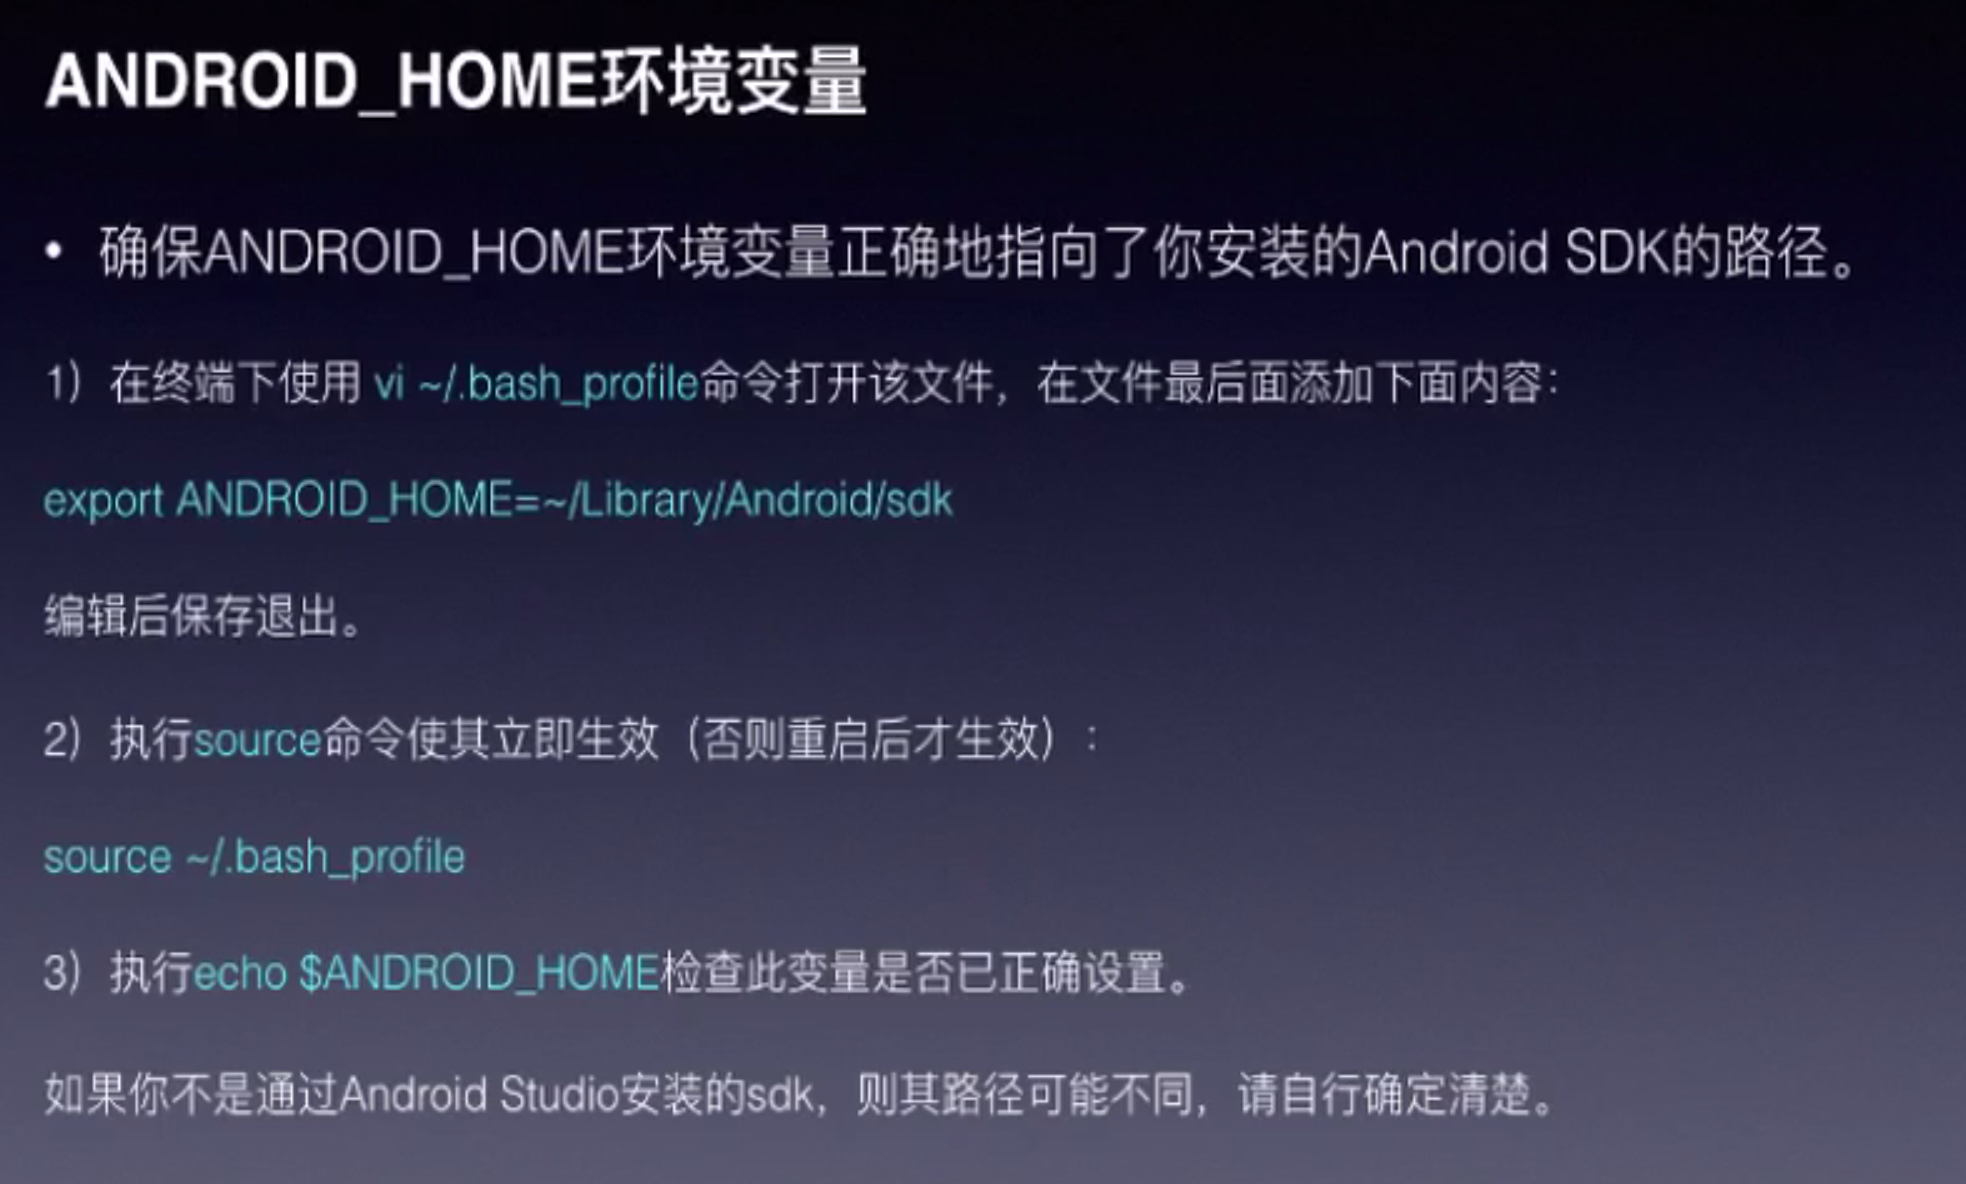 ANDROID_HOME环境变量
• 确保ANDROID_HOME环境变量正确地指向了你安装的Android SDK的路径。
1）在终端下使用 vi ~/.bash_profile命令打开该文件，在文件最后面添加下面内容：
export ANDROID_HOME=~/Library/Android/sdk
编辑后保存退出。
2）执行source命令使其立即生效（否则重启后才生效）：
source ~/.bash_profile
3）执行echo $ANDROID_HOME检查此变量是否已正确设置。
如果你不是通过Android Studio安装的sdk，则其路径可能不同，请自行确定清楚。